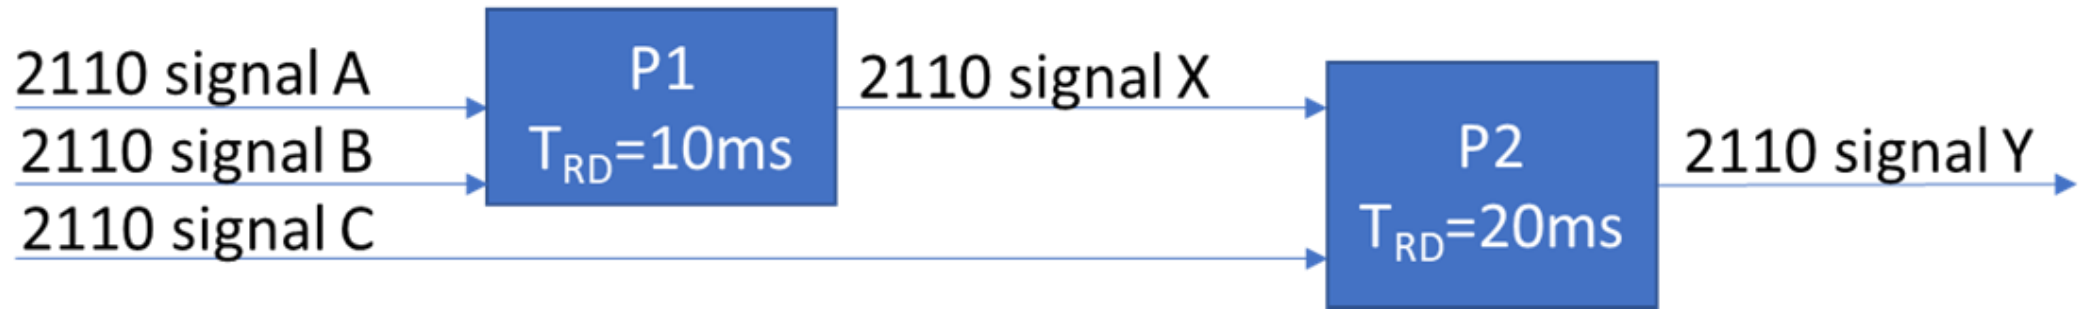 2110 signal A
2110 signal B
2110 signal C
P1
TRD=10ms
2110 signal X
P2
TRD=20ms
2110 signal Y